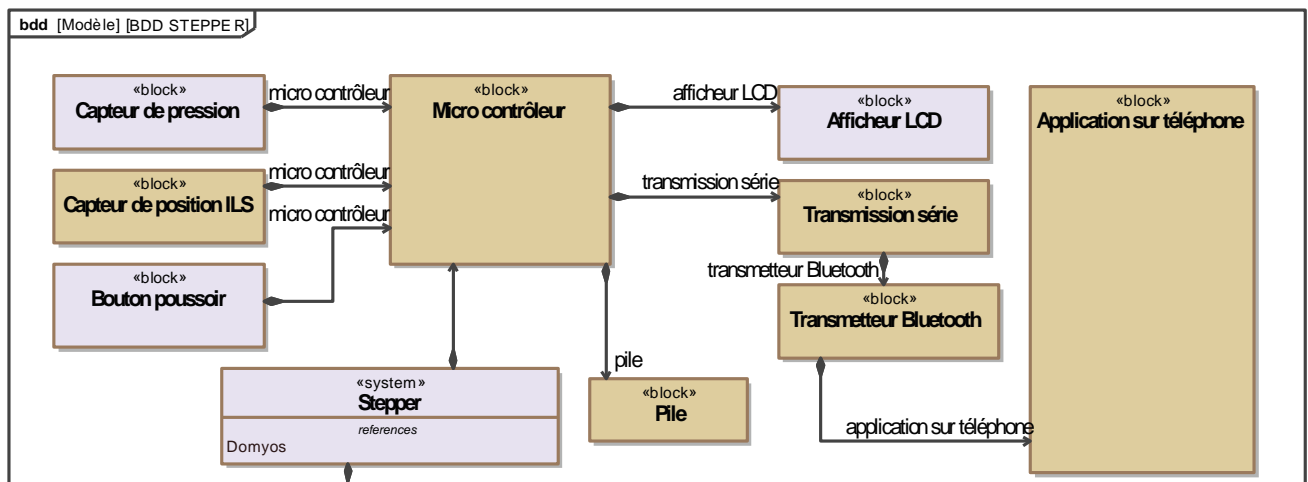 bdd [Modèle] [BDD STEPPER]
«block»
Capteur de pression
micro contrôleur
«block»
Micro contrôleur
afficheur LCD
«block»
Afficheur LCD
«block»
Application sur téléphone
«block»
Capteur de position ILS
micro contrôleur
transmission série
«block»
Transmission série
micro contrôleur
«block»
Bouton poussoir
transmetteur Bluetooth
«block»
Transmetteur Bluetooth
«system»
Stepper
references
Domyos
pile
«block»
Pile
application sur téléphone